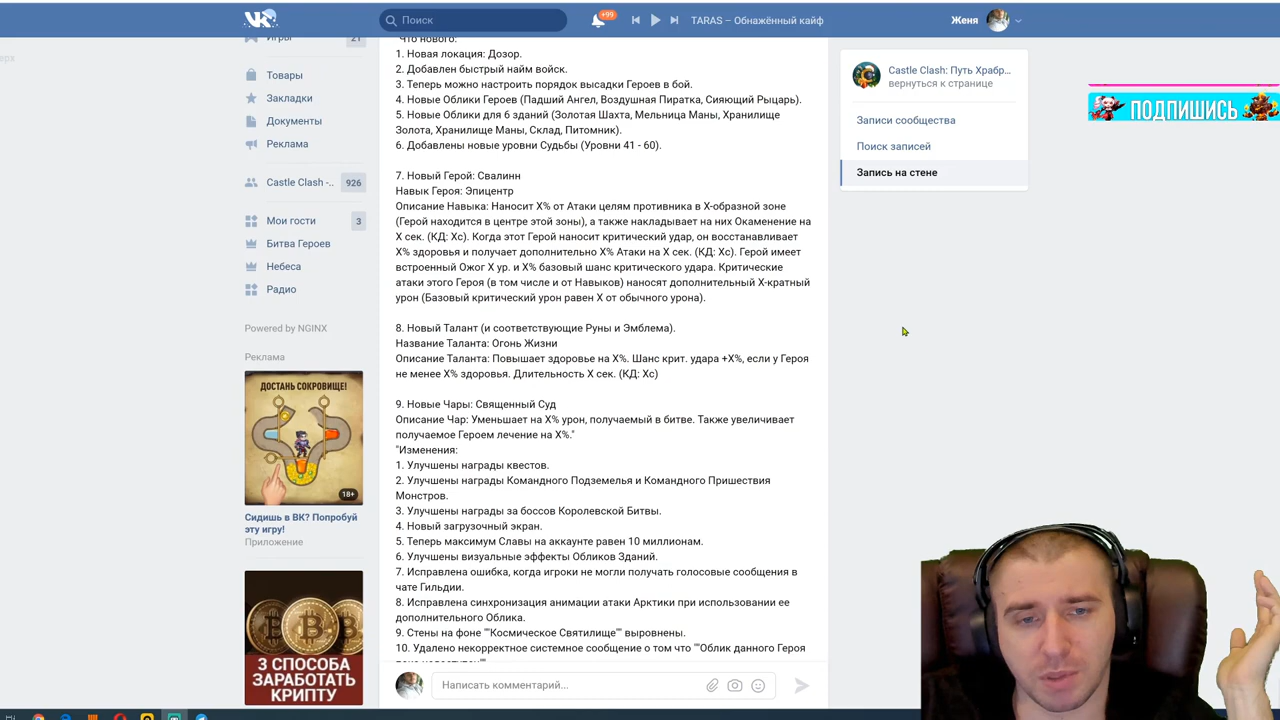 Поиск
+99
TARAS – Обнажённый кайф
Женя
Игры
21
Товары
Закладки
Документы
Реклама
Castle Clash -..
926
Мои гости
3
Битва Героев
Небеса
Радио
Powered by NGINX
Реклама
ДОСТАНЬ СОКРОВИЩЕ!
18+
Сидишь в ВК? Попробуй
эту игру!
Приложение
3 СПОСОБА
ЗАРАБОТАТЬ
КРИПТУ
"Что нового:
1. Новая локация: Дозор.
2. Добавлен быстрый найм войск.
3. Теперь можно настроить порядок высадки Героев в бой.
4. Новые Облики Героев (Падший Ангел, Воздушная Пиратка, Сияющий Рыцарь).
5. Новые Облики для 6 зданий (Золотая Шахта, Мельница Маны, Хранилище
Золота, Хранилище Маны, Склад, Питомник).
6. Добавлены новые уровни Судьбы (Уровни 41 - 60).
7. Новый Герой: Свалинн
Навык Героя: Эпицентр
Описание Навыка: Наносит X% от Атаки целям противника в Х-образной зоне
(Герой находится в центре этой зоны), а также накладывает на них Окаменение на
X сек. (КД: Xс). Когда этот Герой наносит критический удар, он восстанавливает
X% здоровья и получает дополнительно X% Атаки на X сек. (КД: Xс). Герой имеет
встроенный Ожог X ур. и X% базовый шанс критического удара. Критические
атаки этого Героя (в том числе и от Навыков) наносят дополнительный X-кратный
урон (Базовый критический урон равен X от обычного урона).
8. Новый Талант (и соответствующие Руны и Эмблема).
Название Таланта: Огонь Жизни
Описание Таланта: Повышает здоровье на X%. Шанс крит. удара +X%, если у Героя
не менее X% здоровья. Длительность X сек. (КД: Xс)
9. Новые Чары: Священный Суд
Описание Чар: Уменьшает на X% урон, получаемый в битве. Также увеличивает
получаемое Героем лечение на X%."
"Изменения:
1. Улучшены награды квестов.
2. Улучшены награды Командного Подземелья и Командного Пришествия
Монстров.
3. Улучшены награды за боссов Королевской Битвы.
4. Новый загрузочный экран.
5. Теперь максимум Славы на аккаунте равен 10 миллионам.
6. Улучшены визуальные эффекты Обликов Зданий.
7. Исправлена ошибка, когда игроки не могли получать голосовые сообщения в
чате Гильдии.
8. Исправлена синхронизация анимации атаки Арктики при использовании ее
дополнительного Облика.
9. Стены на фоне ""Космическое Святилище"" выровнены.
10. Удалено некорректное системное сообщение о том что ""Облик данного Героя
Написать комментарий...
Castle Clash: Путь Храбр...
вернуться к странице
Записи сообщества
Поиск записей
Запись на стене
ПОДПИШИСЬ